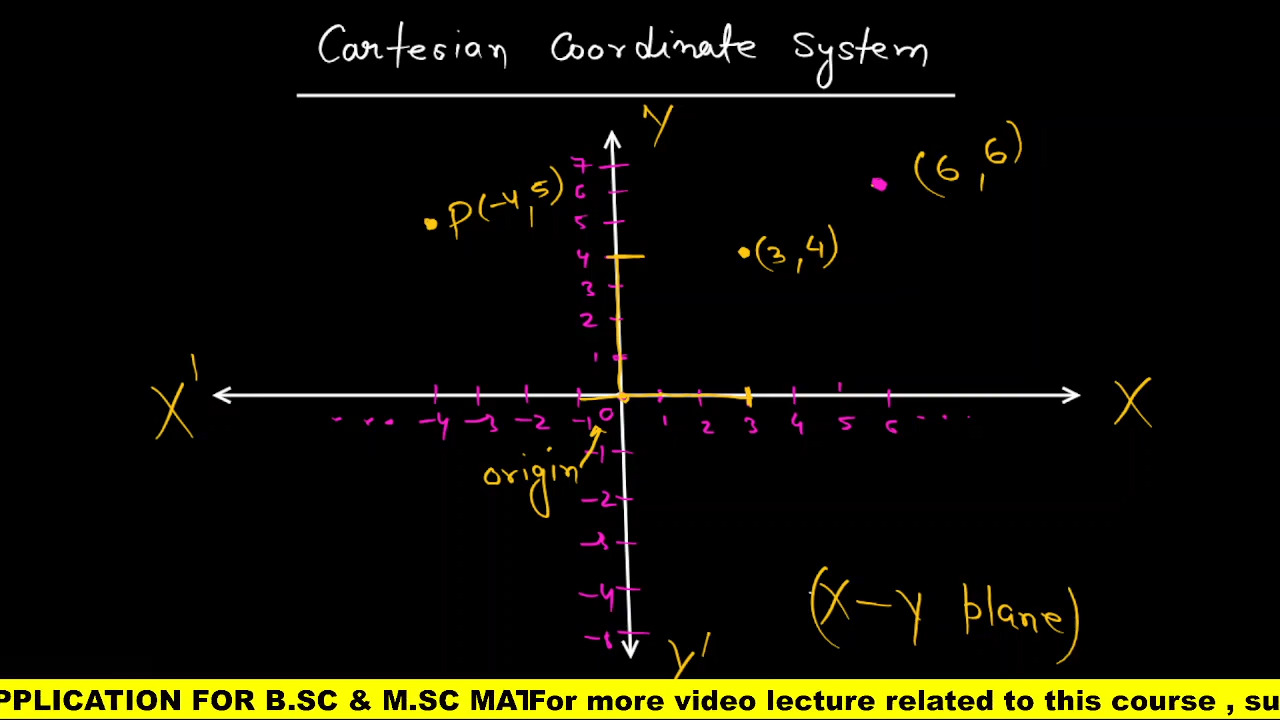 Cartesian Coordinate System
Y
7
(6, 6)
6
P(-4, 5)
5
4
(3, 4)
3
2
1
X'
X
... -4 -3 -2 -1 0 1 2 3 4 5 6 ...
origin
-1
-2
-3
-4
(X-Y plane)
Y'
PPLICATION FOR B.SC & M.SC MAT For more video lecture related to this course , su